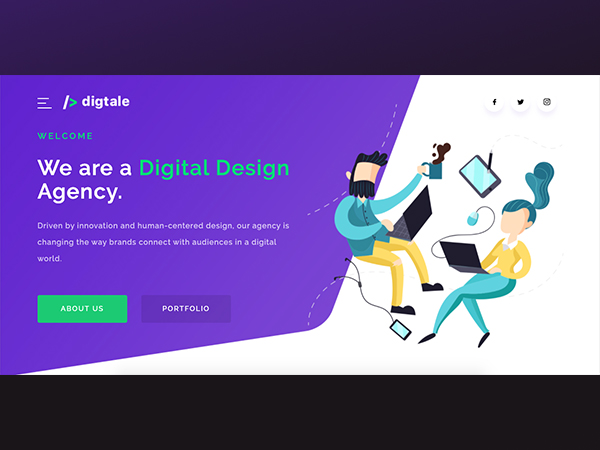 /> digtale
WELCOME
We are a Digital Design
Agency.
Driven by innovation and human-centered design, our agency is
changing the way brands connect with audiences in a digital
world.
ABOUT US
PORTFOLIO